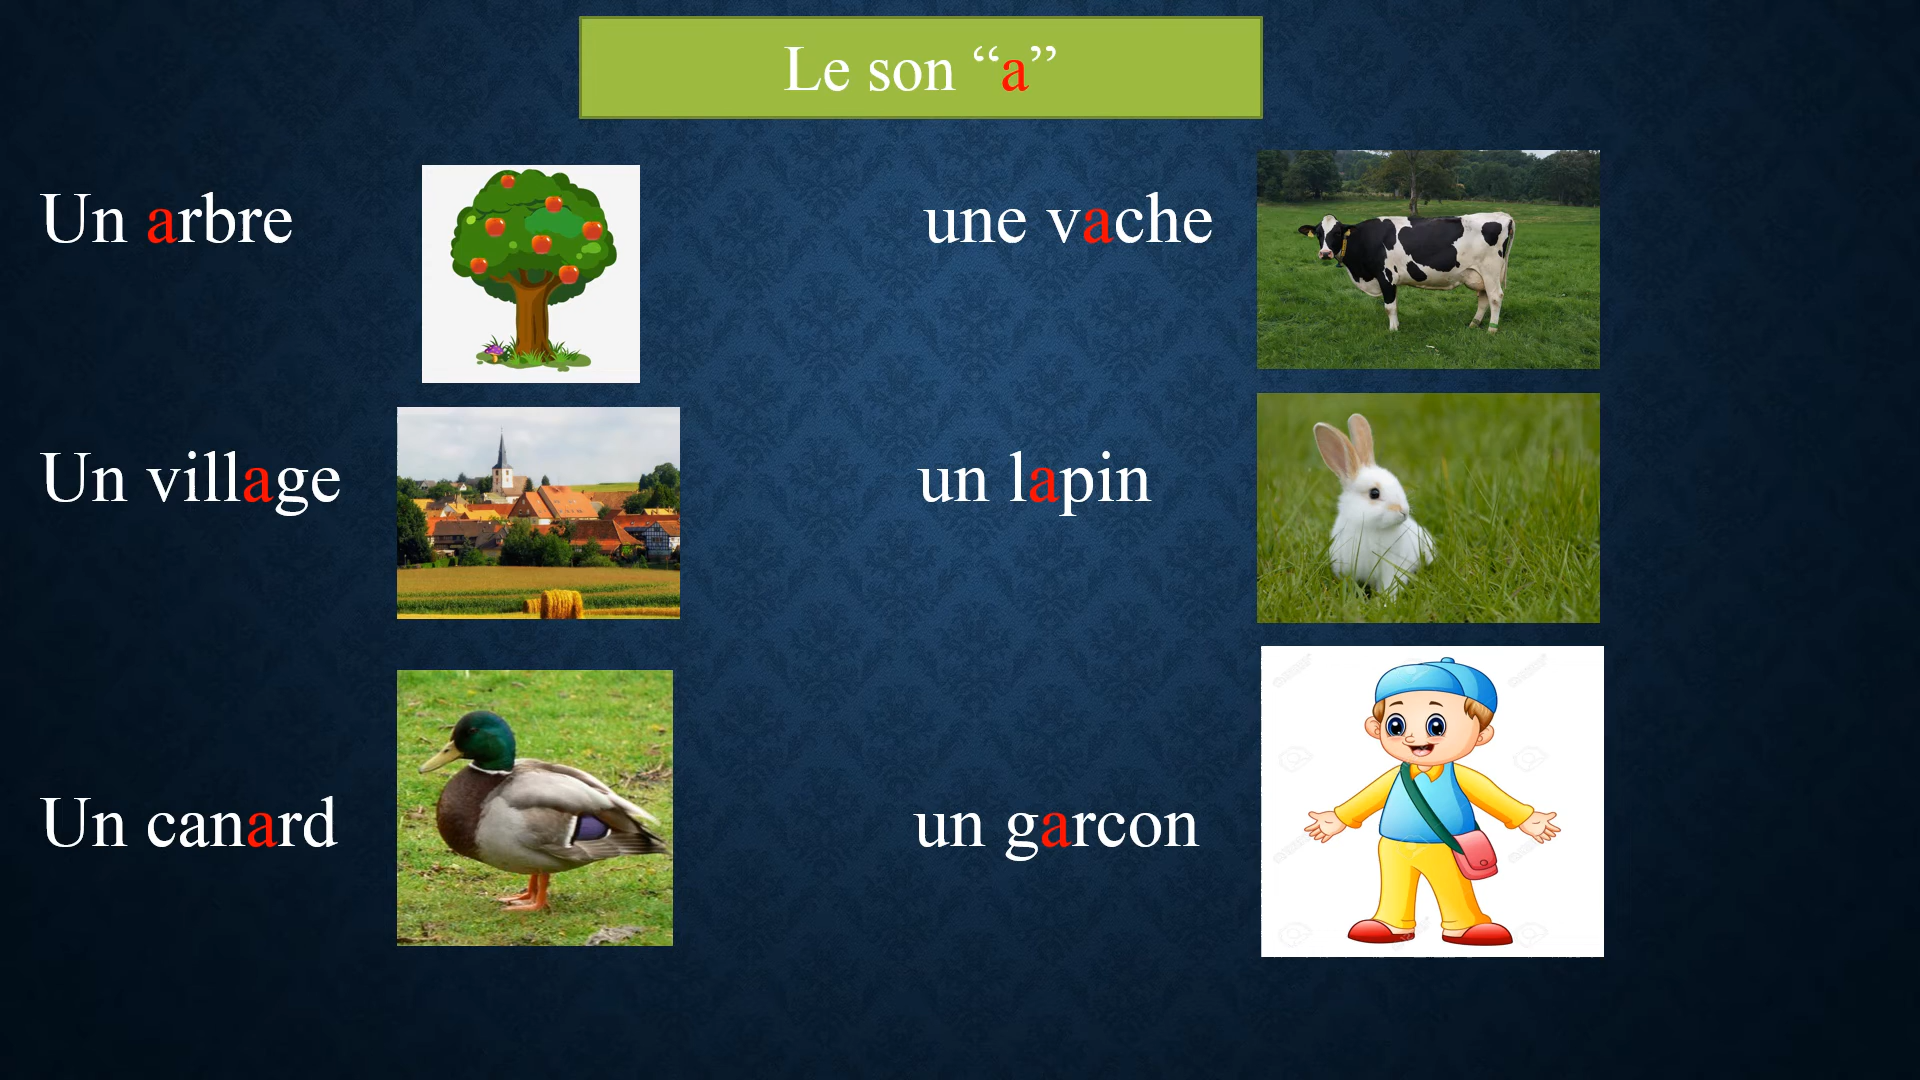 Le son “a”
Un arbre
une vache
Un village
un lapin
Un canard
un garcon